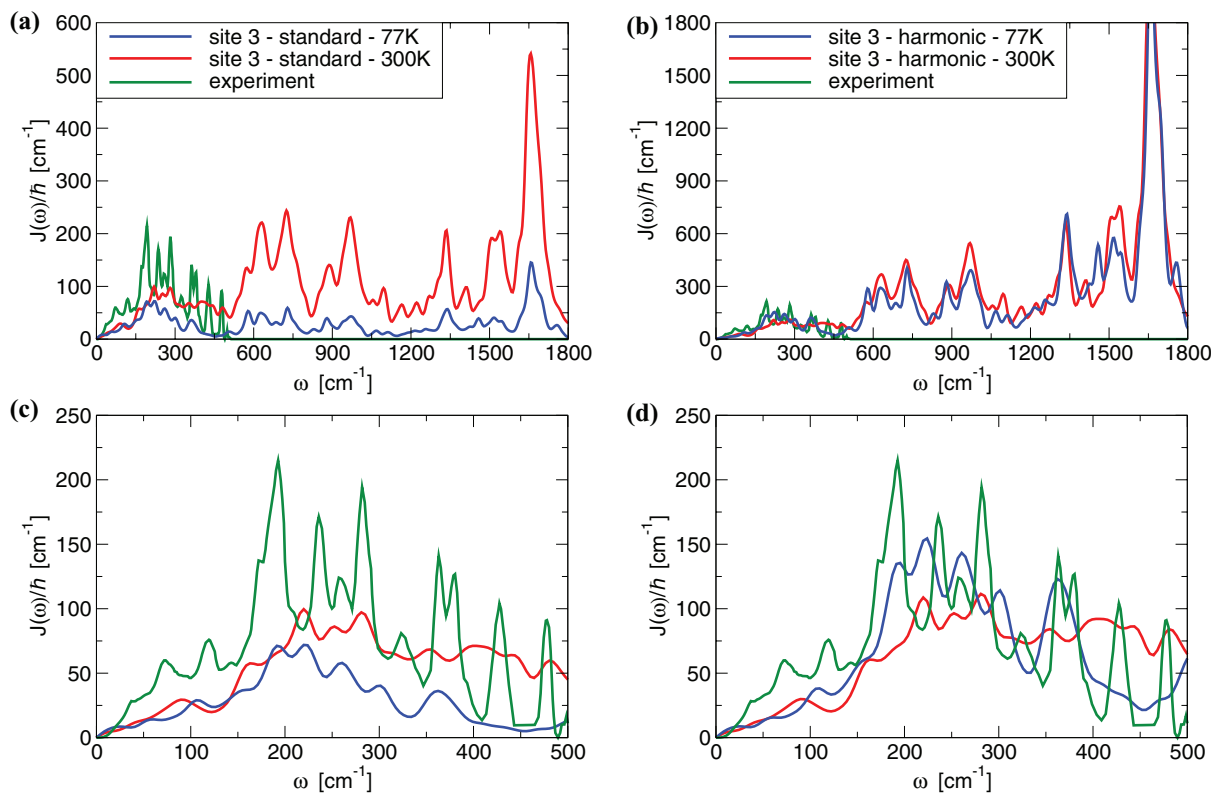 (a)
site 3 - standard - 77K
site 3 - standard - 300K
experiment
J(ω)/ℏ [cm⁻¹]
600
500
400
300
200
100
0
0 300 600 900 1200 1500 1800
ω [cm⁻¹]
(b)
site 3 - harmonic - 77K
site 3 - harmonic - 300K
experiment
J(ω)/ℏ [cm⁻¹]
1800
1500
1200
900
600
300
0
0 300 600 900 1200 1500 1800
ω [cm⁻¹]
(c)
J(ω)/ℏ [cm⁻¹]
250
200
150
100
50
0
0 100 200 300 400 500
ω [cm⁻¹]
(d)
J(ω)/ℏ [cm⁻¹]
250
200
150
100
50
0
0 100 200 300 400 500
ω [cm⁻¹]